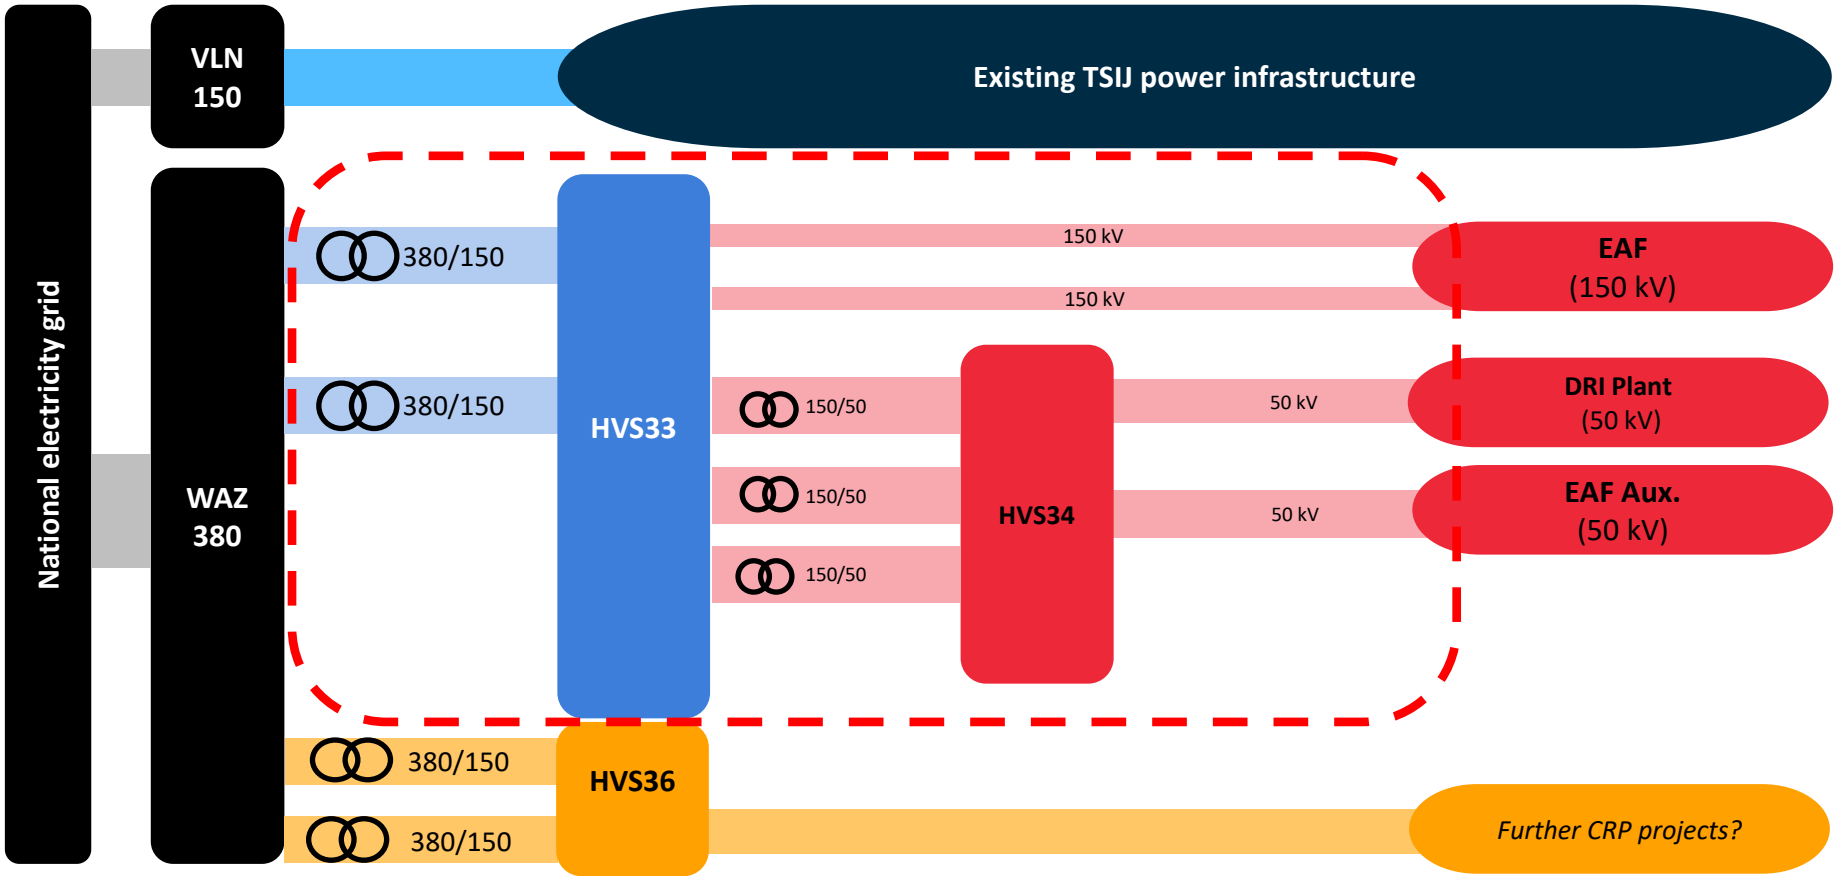 National electricity grid
VLN
150
Existing TSIJ power infrastructure
WAZ
380
380/150
380/150
HVS33
150 kV
150 kV
EAF
(150 kV)
150/50
150/50
150/50
HVS34
50 kV
50 kV
DRI Plant
(50 kV)
EAF Aux.
(50 kV)
380/150
380/150
HVS36
Further CRP projects?